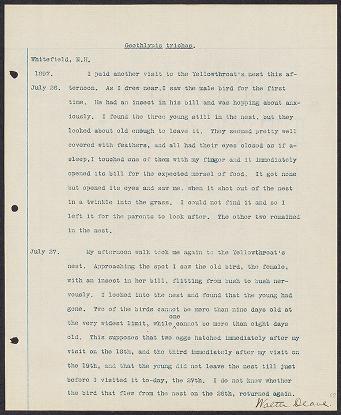 Geothlypis trichas.
Whitefield, N.H.
1897. I paid another visit to the Yellowthroat's nest this af-
July 26. ternoon. As I drew near, I saw the male bird for the first
time. He had an insect in his bill and was hopping about anx-
iously. I found the three young still in the nest, but they
looked about old enough to leave it. They seemed pretty well
covered with feathers, and all had their eyes closed as if a-
sleep, I touched one of them with my finger and it immediately
opened its bill for the expected morsel of food. It got none
but opened its eyes and saw me, when it shot out of the nest
in a twinkle into the grass. I could not find it and so I
left it for the parents to look after. The other two remained
in the nest.
July 27. My afternoon walk took me again to the Yellowthroat's
nest. Approaching the spot I saw the old bird, the female,
with an insect in her bill, flitting from bush to bush ner-
vously. I looked into the nest and found that the young had
gone. Two of the birds cannot be more than nine days old at
one
the very widest limit, while cannot be more than eight days
old. This supposes that two eggs hatched immediately after my
visit on the 18th, and the third immediately after my visit on
the 19th, and that the young did not leave the nest till just
before I visited it to-day, the 27th. I do not know whether
the bird that flew from the nest on the 26th, returned again.
Walter Deane.